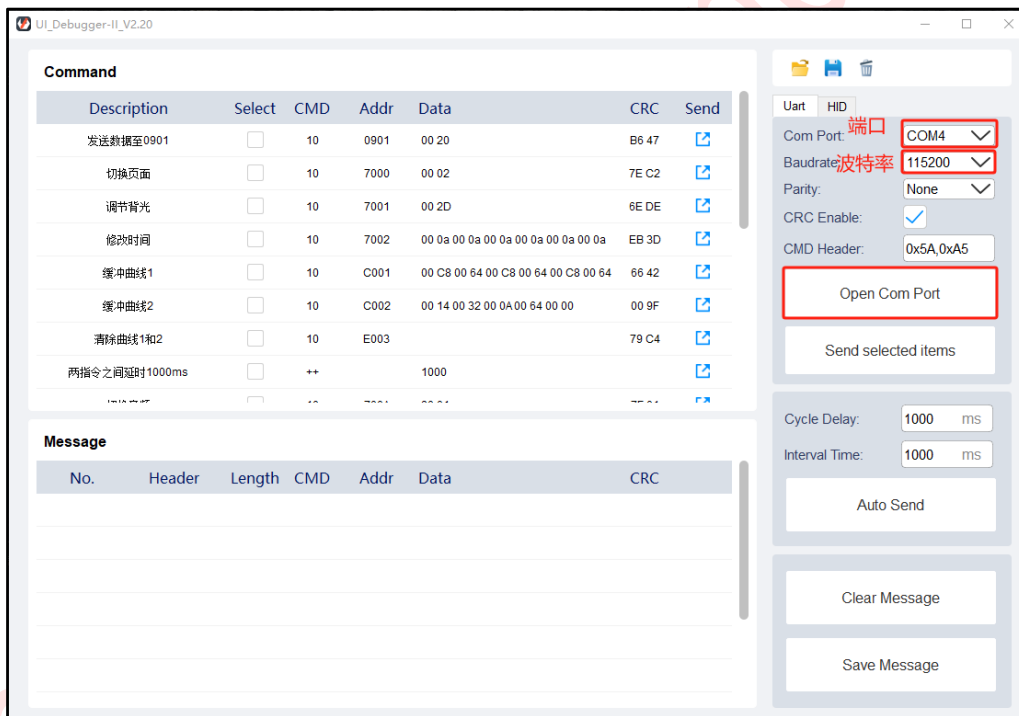 UI_Debugger-II_V2.20
Command
Description Select CMD Addr Data CRC Send
发送数据至0901 10 0901 00 20 B6 47
切换页面 10 7000 00 02 7E C2
调节背光 10 7001 00 2D 6E DE
修改时间 10 7002 00 0a 00 0a 00 0a 00 0a 00 0a 00 0a EB 3D
缓冲曲线1 10 C001 00 C8 00 64 00 C8 00 64 00 C8 00 64 66 42
缓冲曲线2 10 C002 00 14 00 32 00 0A 00 64 00 00 00 9F
清除曲线1和2 10 E003 79 C4
两指令之间延时1000ms ++ 1000
Message
No. Header Length CMD Addr Data CRC
Uart HID
Com Port: 端口 COM4
Baudrate 波特率 115200
Parity: None
CRC Enable:
CMD Header: 0x5A,0xA5
Open Com Port
Send selected items
Cycle Delay: 1000 ms
Interval Time: 1000 ms
Auto Send
Clear Message
Save Message